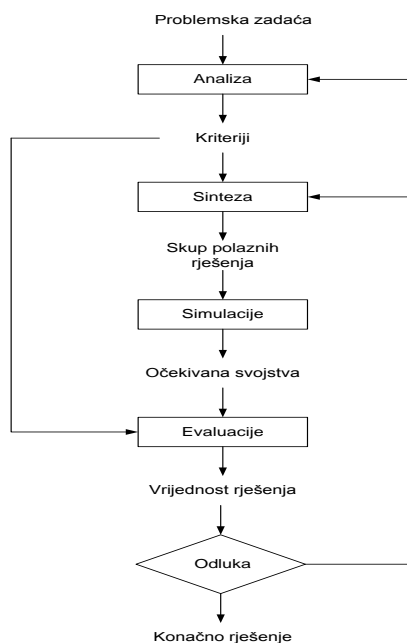 Problemska zadaća
Analiza
Kriteriji
Sinteza
Skup polaznih
rješenja
Simulacije
Očekivana svojstva
Evaluacije
Vrijednost rješenja
Odluka
Konačno rješenje